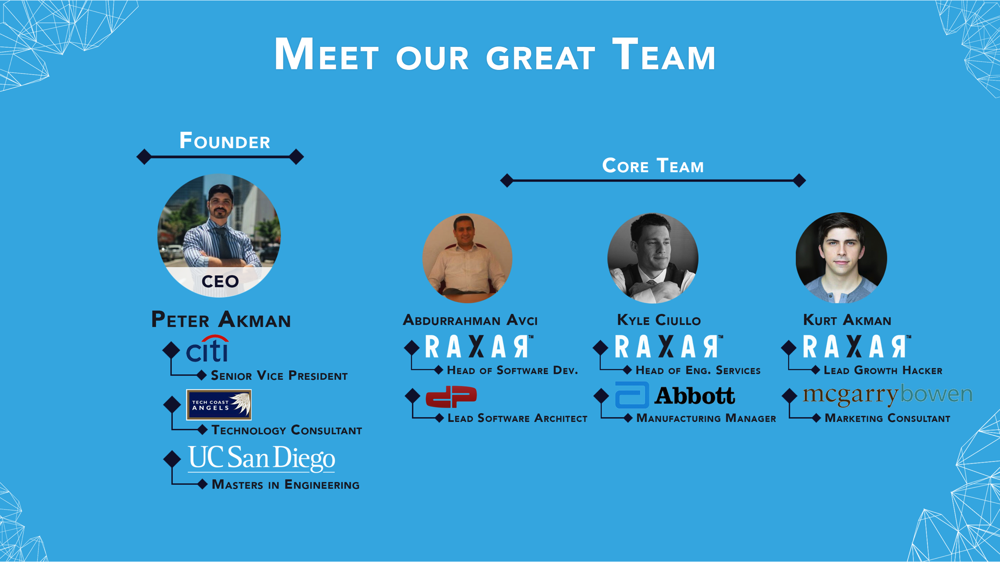 Meet our great Team
Founder
CEO
Peter Akman
citi
Senior Vice President
TECH COAST
ANGELS
Technology Consultant
UC San Diego
Masters in Engineering
Core Team
Abdurrahman Avci
RAXAR™
Head of Software Dev.
dp
Lead Software Architect
Kyle Ciullo
RAXAR™
Head of Eng. Services
Abbott
Manufacturing Manager
Kurt Akman
RAXAR™
Lead Growth Hacker
mcgarrybowen
Marketing Consultant